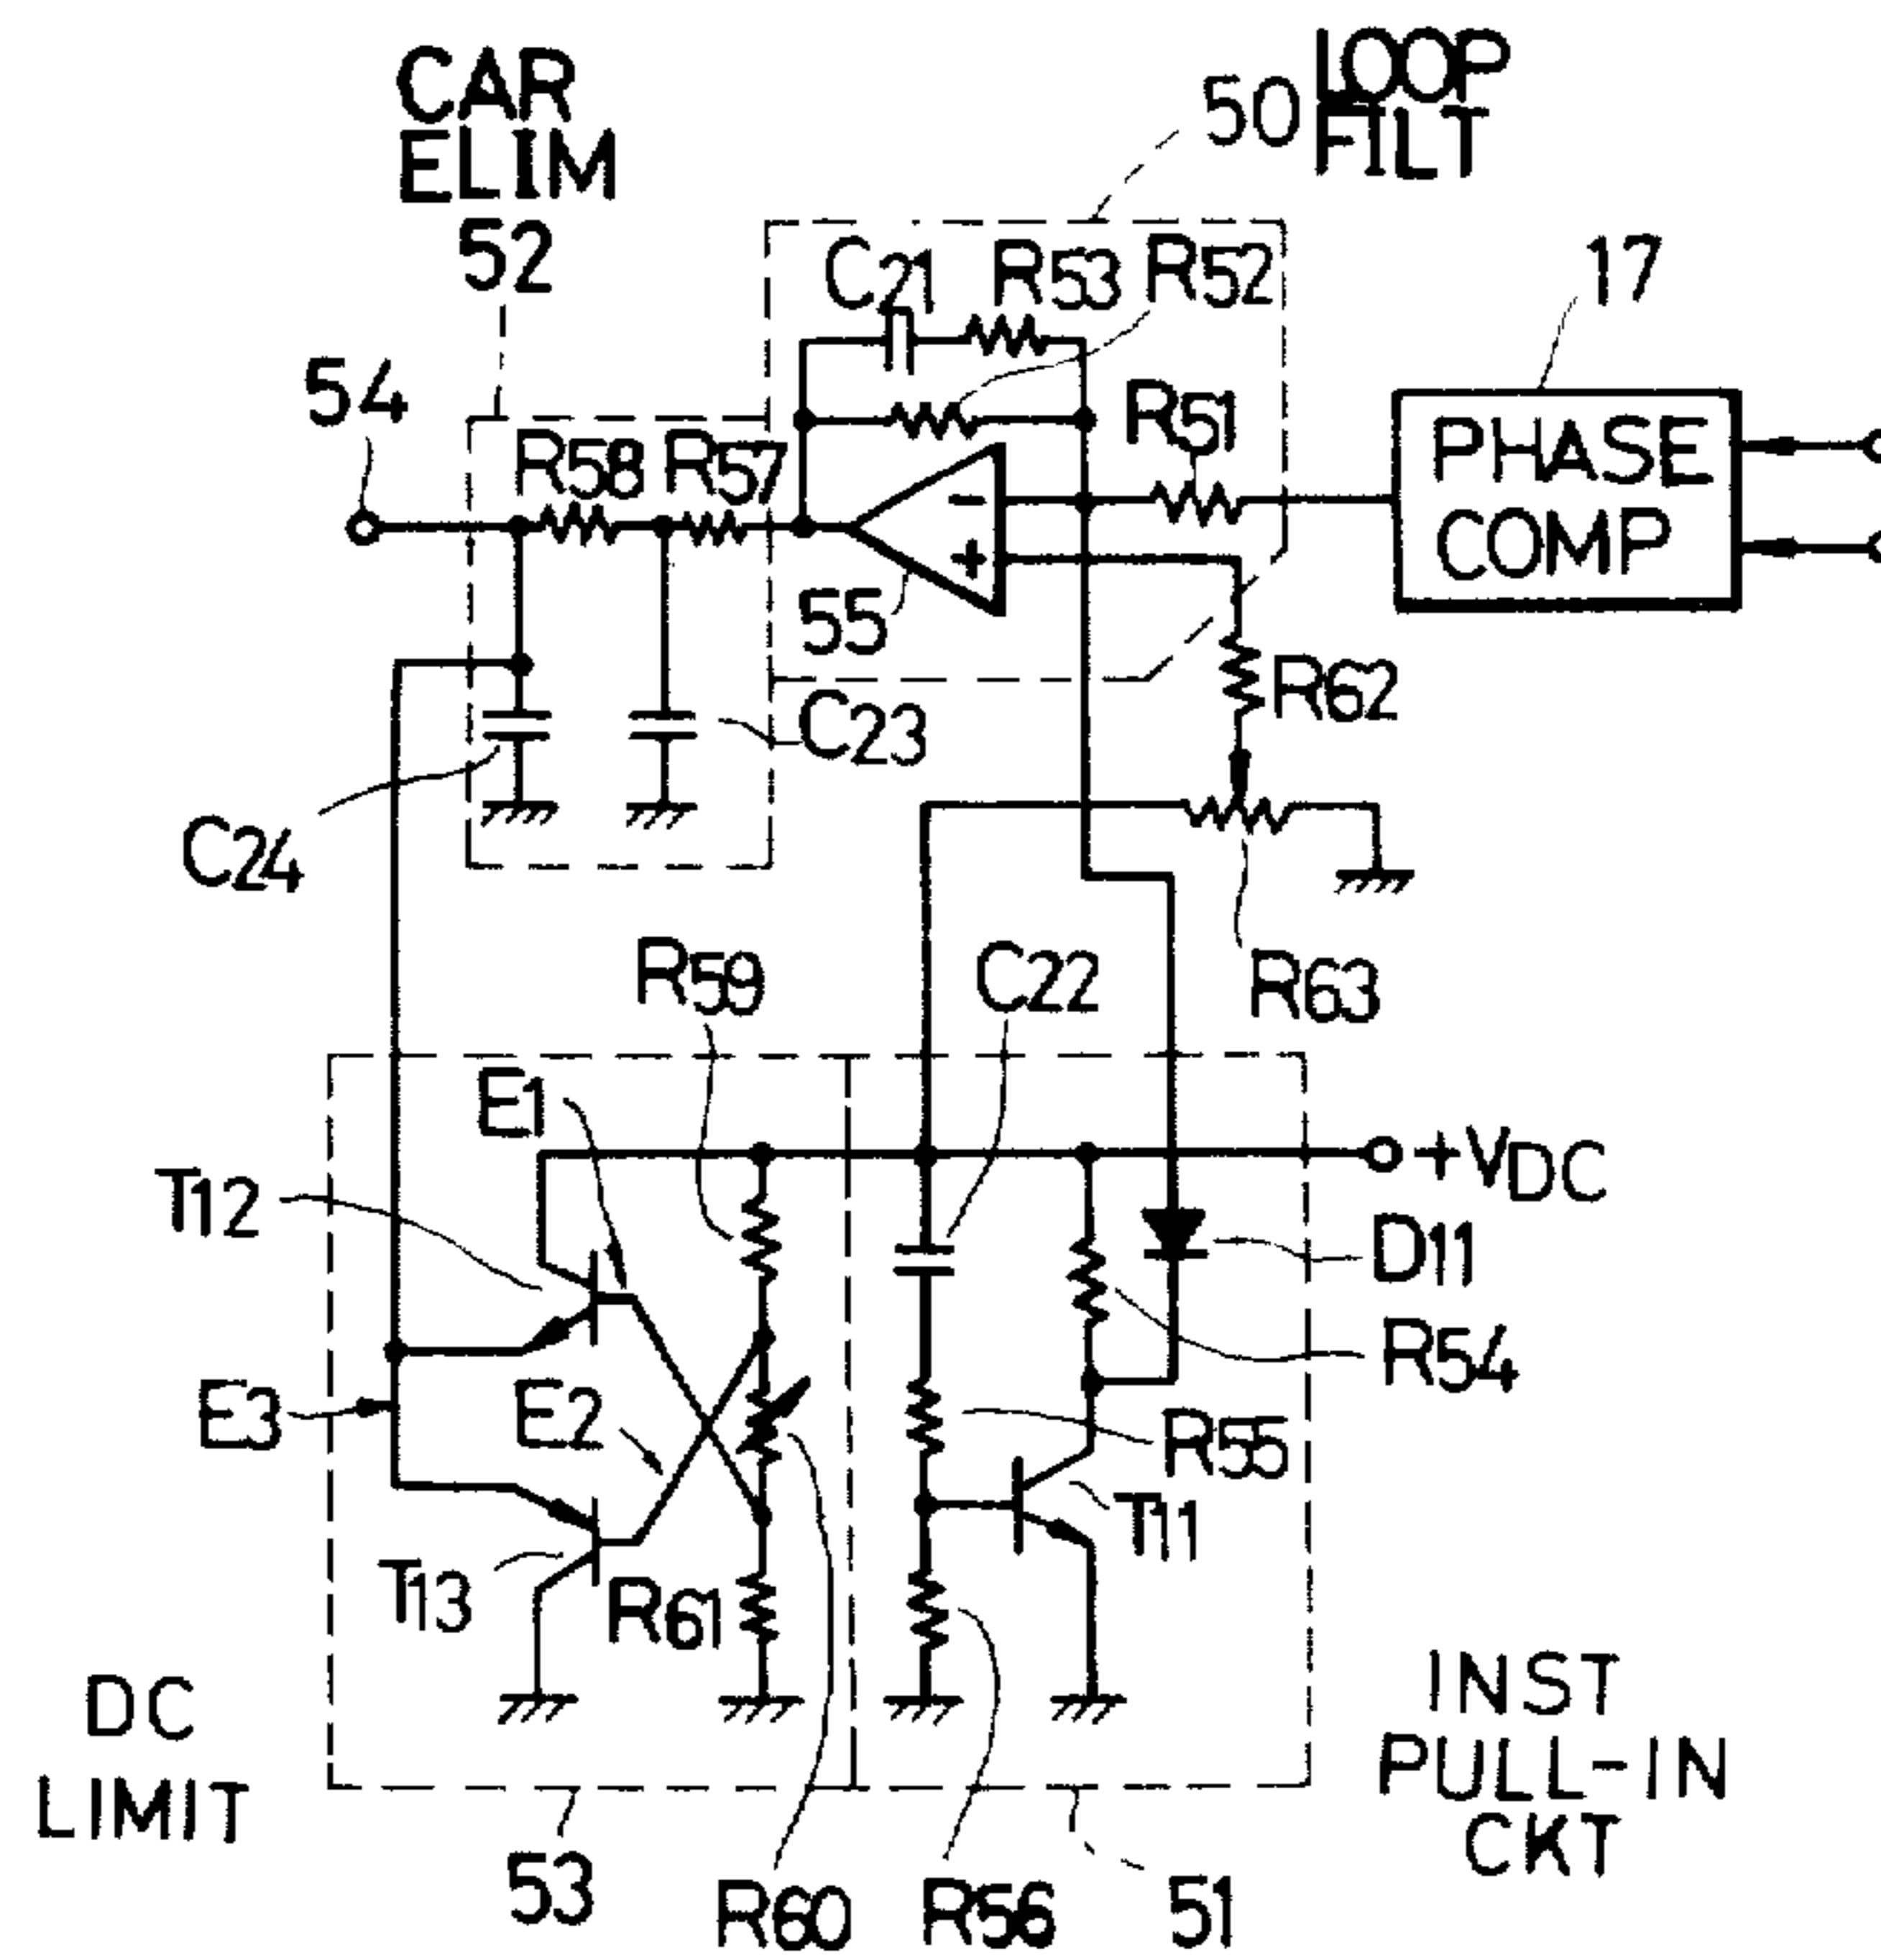 CAR
ELIM
52
50 LOOP
FILT
C21 R53 R52
17
54
R58 R57
R51
-
+
PHASE
COMP
55
R62
C23
C24
R63
R59
C22
E1
+VDC
T12
D11
R54
E3
E2
R55
T11
T13
R61
DC
LIMIT
INST
PULL-IN
CKT
53
R60
R56
51